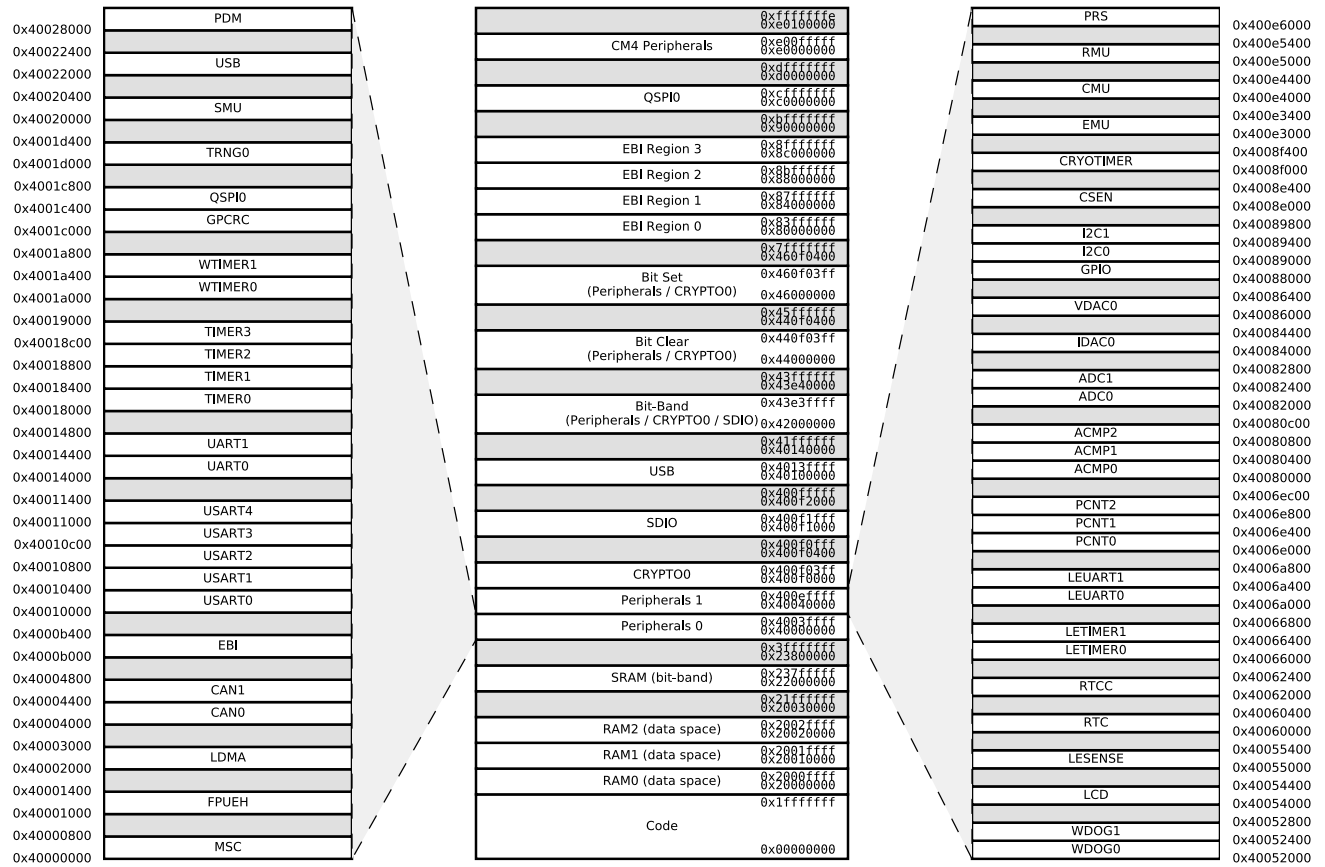 PDM
0x40028000
0x40022400
USB
0x40022000
0x40020400
SMU
0x40020000
0x4001d400
TRNG0
0x4001d000
0x4001c800
QSPI0
0x4001c400
GPCRC
0x4001c000
0x4001a800
WTIMER1
0x4001a400
WTIMER0
0x4001a000
0x40019000
TIMER3
0x40018c00
TIMER2
0x40018800
TIMER1
0x40018400
TIMER0
0x40018000
0x40014800
UART1
0x40014400
UART0
0x40014000
0x40011400
USART4
0x40011000
USART3
0x40010c00
USART2
0x40010800
USART1
0x40010400
USART0
0x40010000
0x4000b400
EBI
0x4000b000
0x40004800
CAN1
0x40004400
CAN0
0x40004000
0x40003000
LDMA
0x40002000
0x40001400
FPUEH
0x40001000
0x40000800
MSC
0x40000000
0xfffffffe
0xe0100000
CM4 Peripherals
0xe00fffff
0xe0000000
0xdfffffff
0xd0000000
QSPI0
0xcfffffff
0xc0000000
0xbfffffff
0x90000000
EBI Region 3
0x8fffffff
0x8c000000
EBI Region 2
0x8bffffff
0x88000000
EBI Region 1
0x87ffffff
0x84000000
EBI Region 0
0x83ffffff
0x80000000
0x7fffffff
0x460f0400
Bit Set
(Peripherals / CRYPTO0)
0x460f03ff
0x46000000
0x45ffffff
0x440f0400
Bit Clear
(Peripherals / CRYPTO0)
0x440f03ff
0x44000000
0x43ffffff
0x43e40000
Bit-Band
(Peripherals / CRYPTO0 / SDIO)
0x43e3ffff
0x42000000
0x41ffffff
0x40140000
USB
0x4013ffff
0x40100000
0x400fffff
0x400f2000
SDIO
0x400f1fff
0x400f1000
0x400f0fff
0x400f0400
CRYPTO0
0x400f03ff
0x400f0000
Peripherals 1
0x400effff
0x40040000
Peripherals 0
0x4003ffff
0x40000000
0x3fffffff
0x23800000
SRAM (bit-band)
0x237fffff
0x22000000
0x21ffffff
0x20030000
RAM2 (data space)
0x2002ffff
0x20020000
RAM1 (data space)
0x2001ffff
0x20010000
RAM0 (data space)
0x2000ffff
0x20000000
0x1fffffff
Code
0x00000000
PRS
0x400e6000
0x400e5400
RMU
0x400e5000
0x400e4400
CMU
0x400e4000
0x400e3400
EMU
0x400e3000
0x4008f400
CRYOTIMER
0x4008f000
0x4008e400
CSEN
0x4008e000
0x40089800
I2C1
0x40089400
I2C0
0x40089000
GPIO
0x40088000
0x40086400
VDAC0
0x40086000
0x40084400
IDAC0
0x40084000
0x40082800
ADC1
0x40082400
ADC0
0x40082000
0x40080c00
ACMP2
0x40080800
ACMP1
0x40080400
ACMP0
0x40080000
0x4006ec00
PCNT2
0x4006e800
PCNT1
0x4006e400
PCNT0
0x4006e000
0x4006a800
LEUART1
0x4006a400
LEUART0
0x4006a000
0x40066800
LETIMER1
0x40066400
LETIMER0
0x40066000
0x40062400
RTCC
0x40062000
0x40060400
RTC
0x40060000
0x40055400
LESENSE
0x40055000
0x40054400
LCD
0x40054000
0x40052800
WDOG1
0x40052400
WDOG0
0x40052000